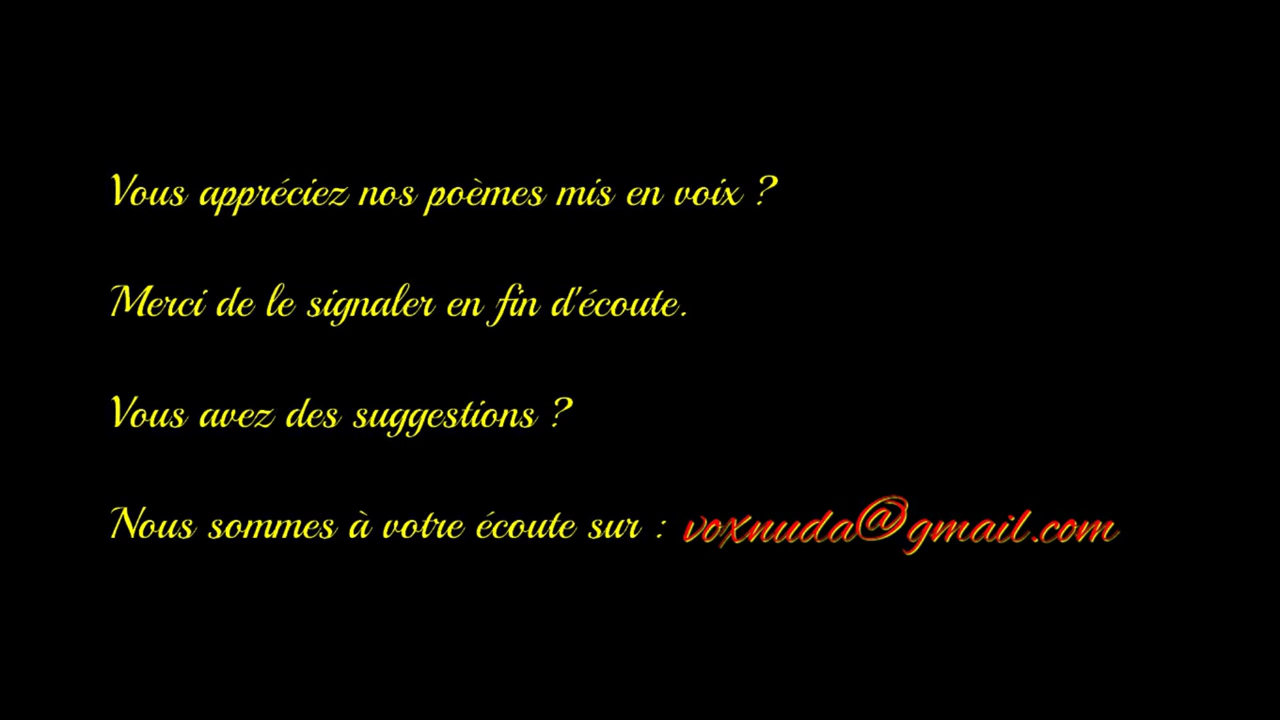 Vous appréciez nos poèmes mis en voix ?
Merci de le signaler en fin d'écoute.
Vous avez des suggestions ?
Nous sommes à votre écoute sur : voxnuda@gmail.com